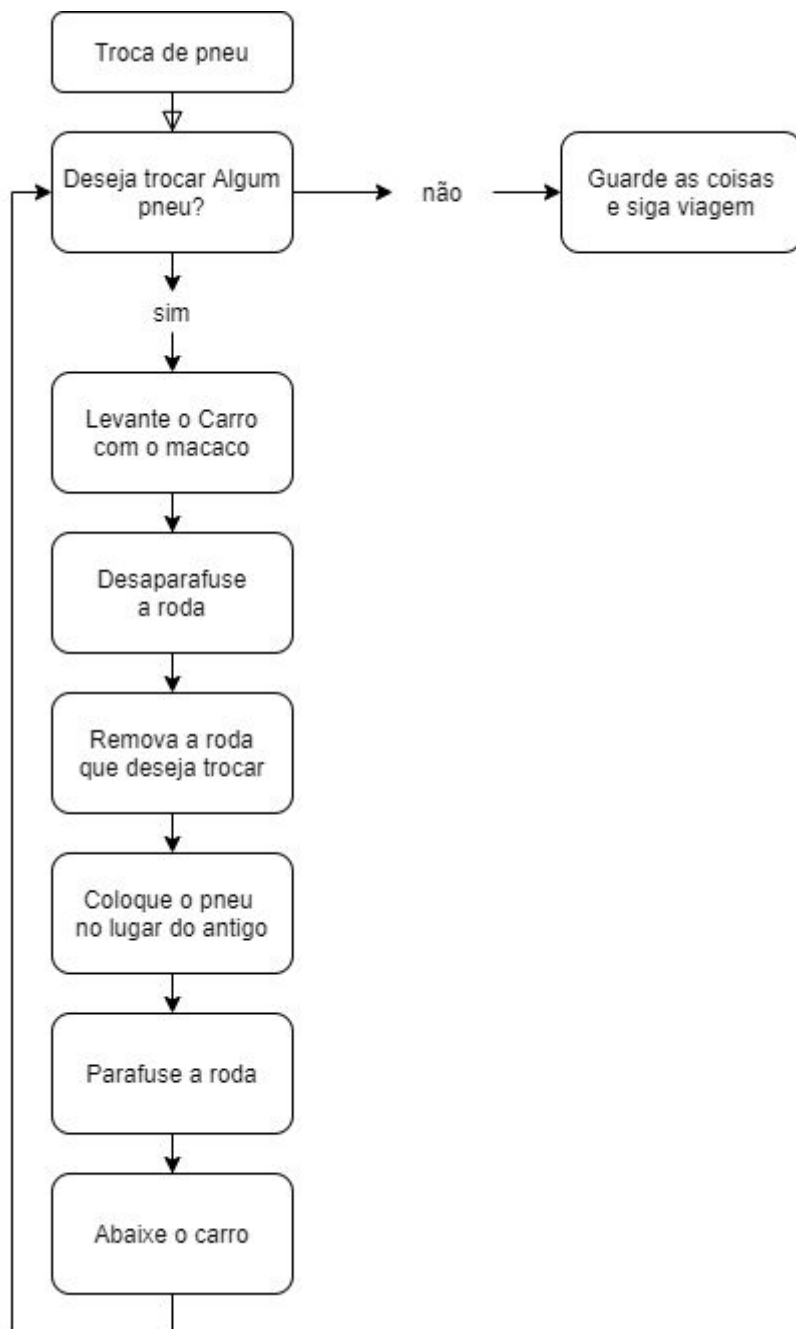 Troca de pneu
Deseja trocar Algum
pneu?
não
Guarde as coisas
e siga viagem
sim
Levante o Carro
com o macaco
Desaparafuse
a roda
Remova a roda
que deseja trocar
Coloque o pneu
no lugar do antigo
Parafuse a roda
Abaixe o carro